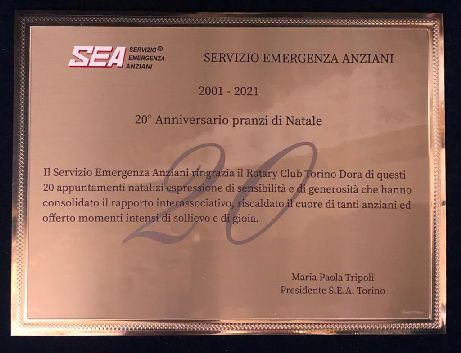 SEA SERVIZIO®
EMERGENZA
ANZIANI
SERVIZIO EMERGENZA ANZIANI
2001 - 2021
20° Anniversario pranzi di Natale
20
Il Servizio Emergenza Anziani ringrazia il Rotary Club Torino Dora di questi
20 appuntamenti natalizi espressione di sensibilità e di generosità che hanno
consolidato il rapporto interassociativo, riscaldato il cuore di tanti anziani ed
offerto momenti intensi di sollievo e di gioia.
Maria Paola Tripoli
Presidente S.E.A. Torino